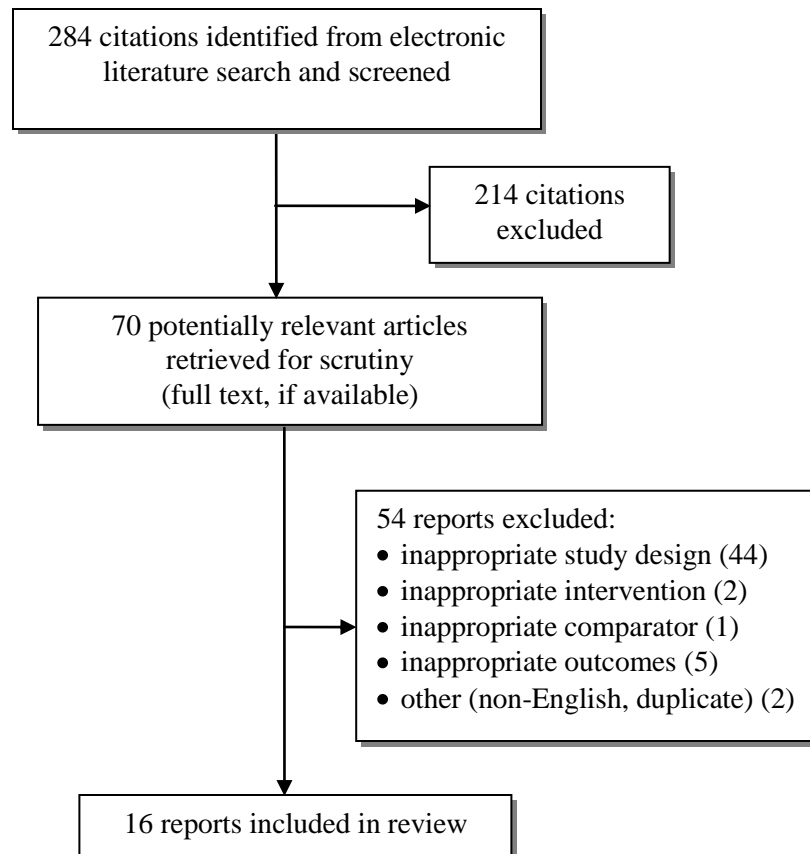 284 citations identified from electronic
literature search and screened
214 citations
excluded
70 potentially relevant articles
retrieved for scrutiny
(full text, if available)
54 reports excluded:
• inappropriate study design (44)
• inappropriate intervention (2)
• inappropriate comparator (1)
• inappropriate outcomes (5)
• other (non-English, duplicate) (2)
16 reports included in review